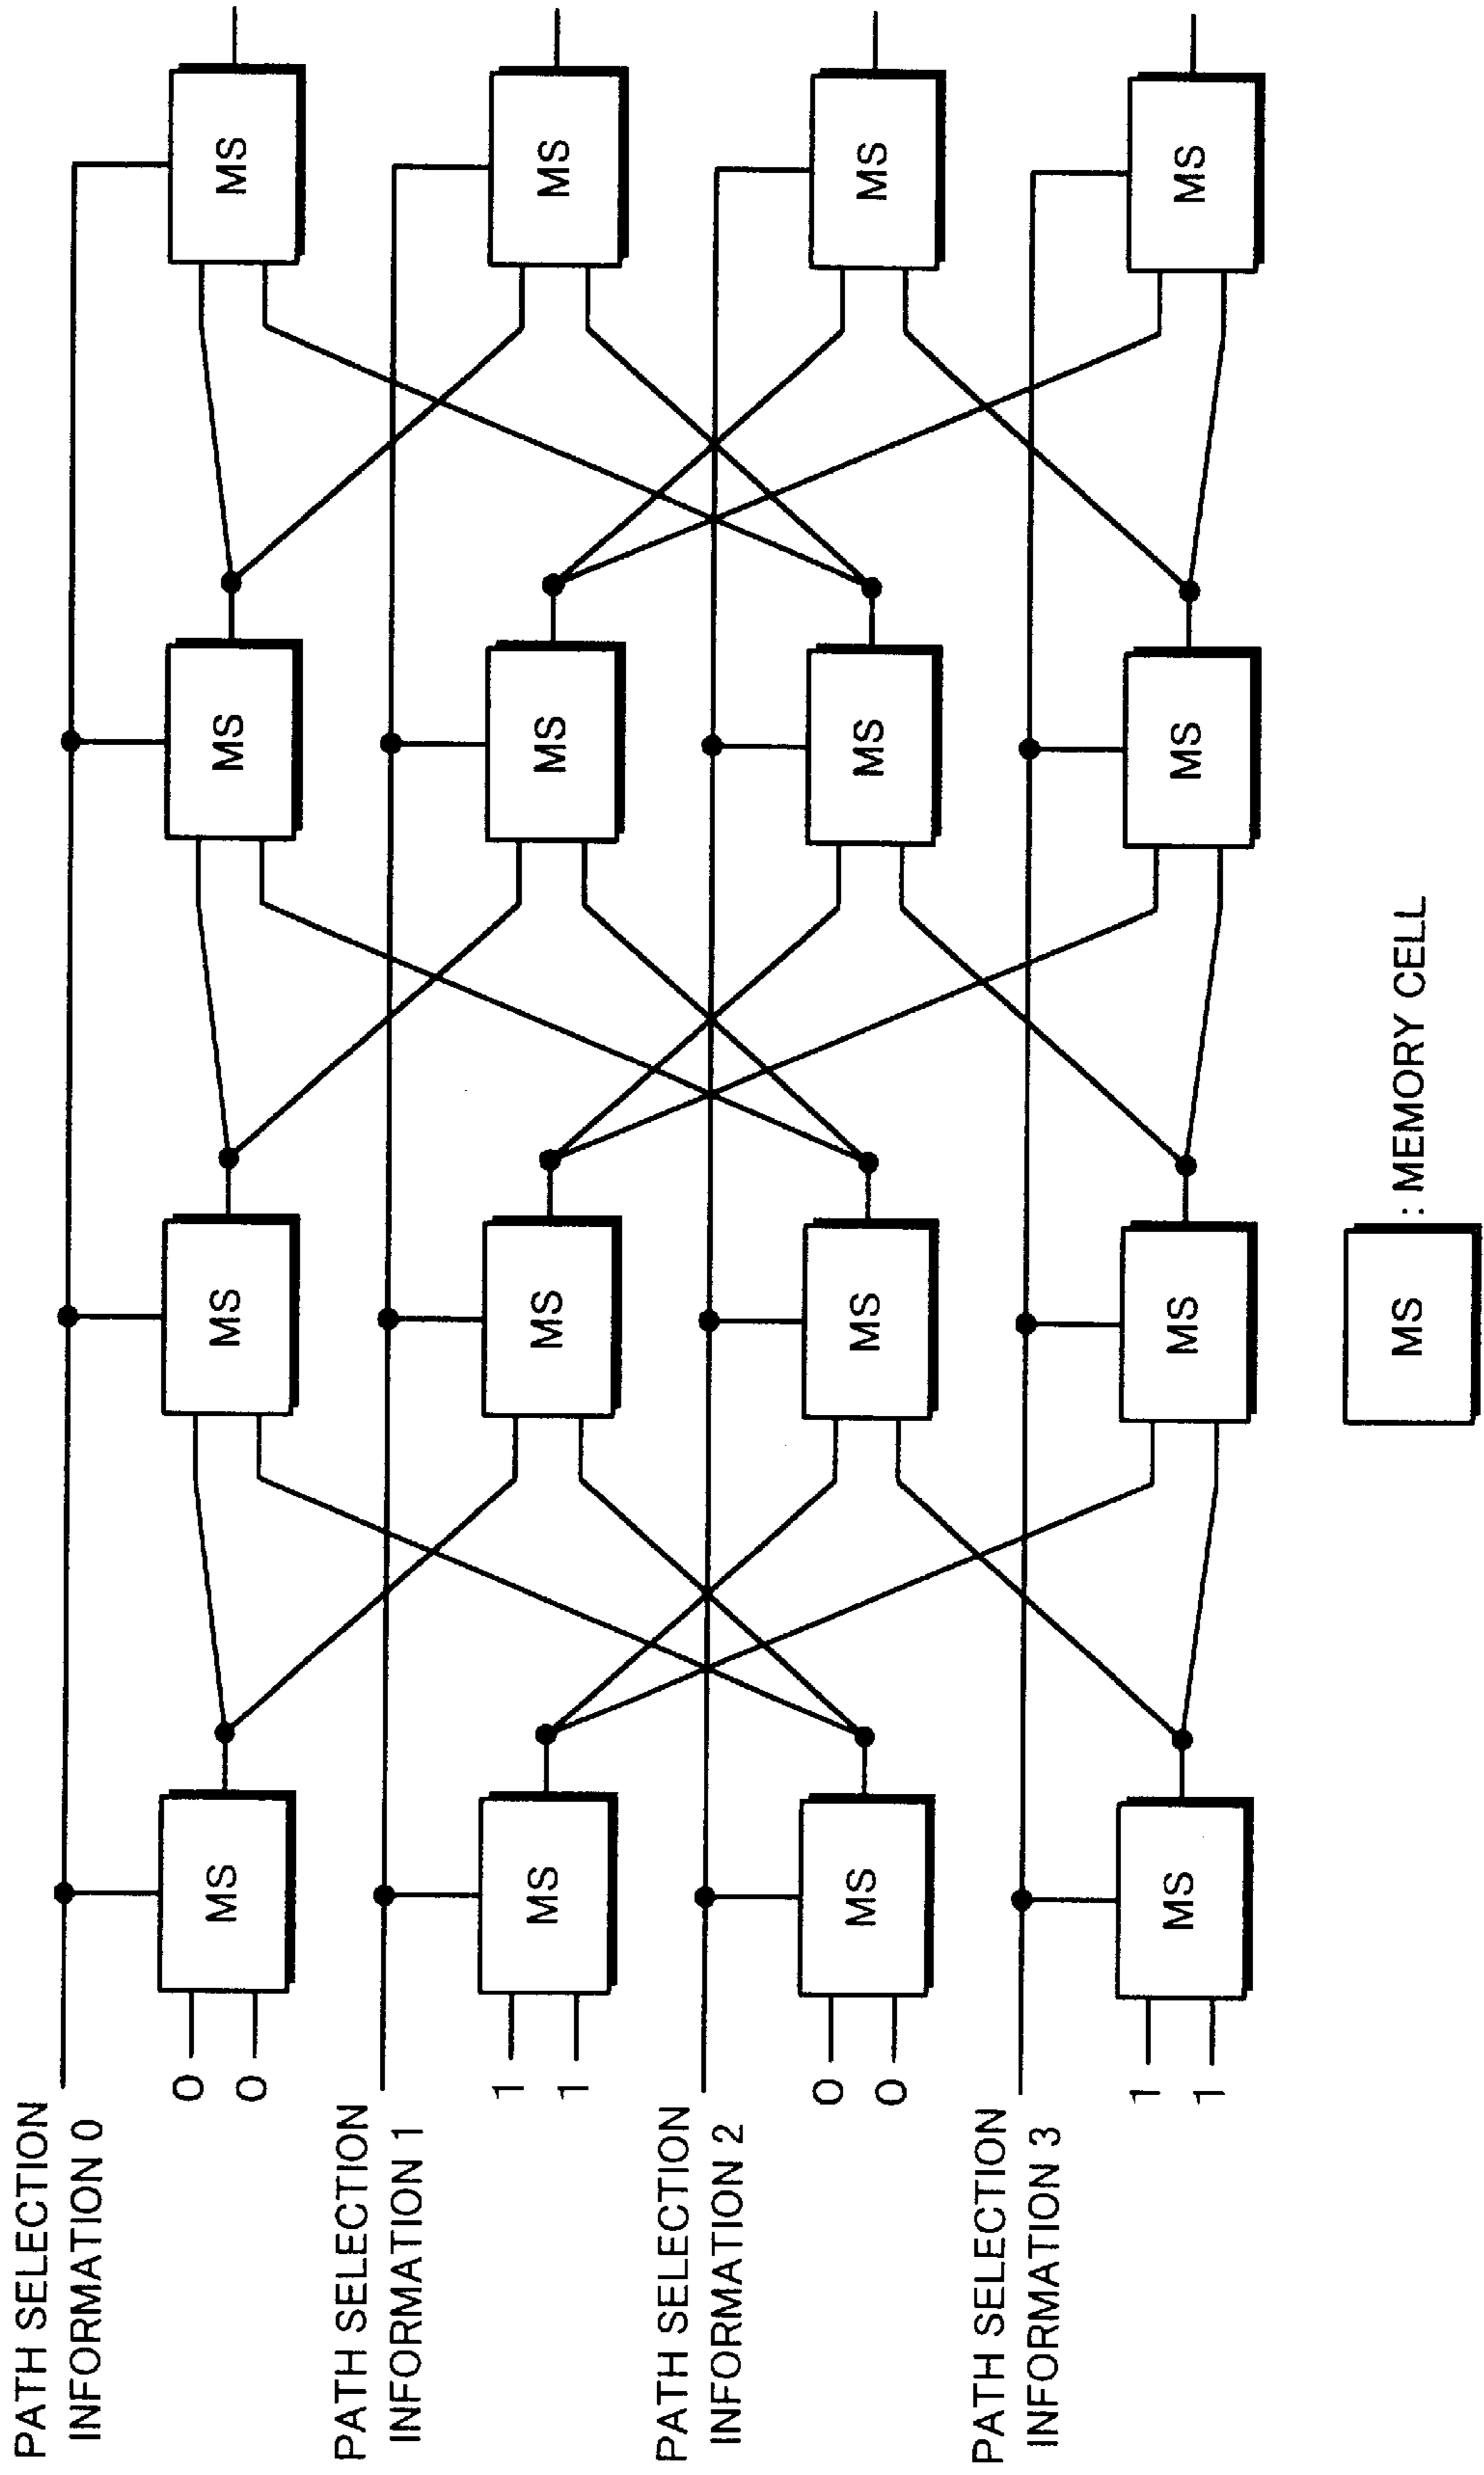 PATH SELECTION
INFORMATION 0
0
0
MS
MS
MS
MS
PATH SELECTION
INFORMATION 1
1
1
MS
MS
MS
MS
PATH SELECTION
INFORMATION 2
0
0
MS
MS
MS
MS
PATH SELECTION
INFORMATION 3
1
1
MS
MS
MS
MS
MS : MEMORY CELL